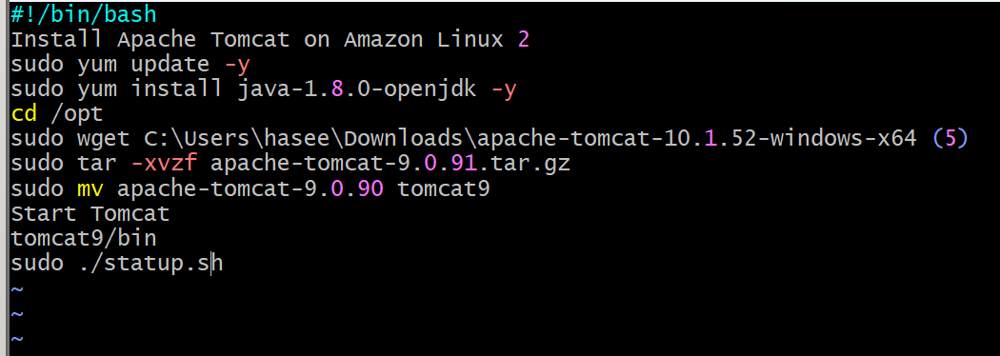 #!/bin/bash
Install Apache Tomcat on Amazon Linux 2
sudo yum update -y
sudo yum install java-1.8.0-openjdk -y
cd /opt
sudo wget C:\Users\hasee\Downloads\apache-tomcat-10.1.52-windows-x64 (5)
sudo tar -xvzf apache-tomcat-9.0.91.tar.gz
sudo mv apache-tomcat-9.0.90 tomcat9
Start Tomcat
tomcat9/bin
sudo ./statup.sh
~
~
~